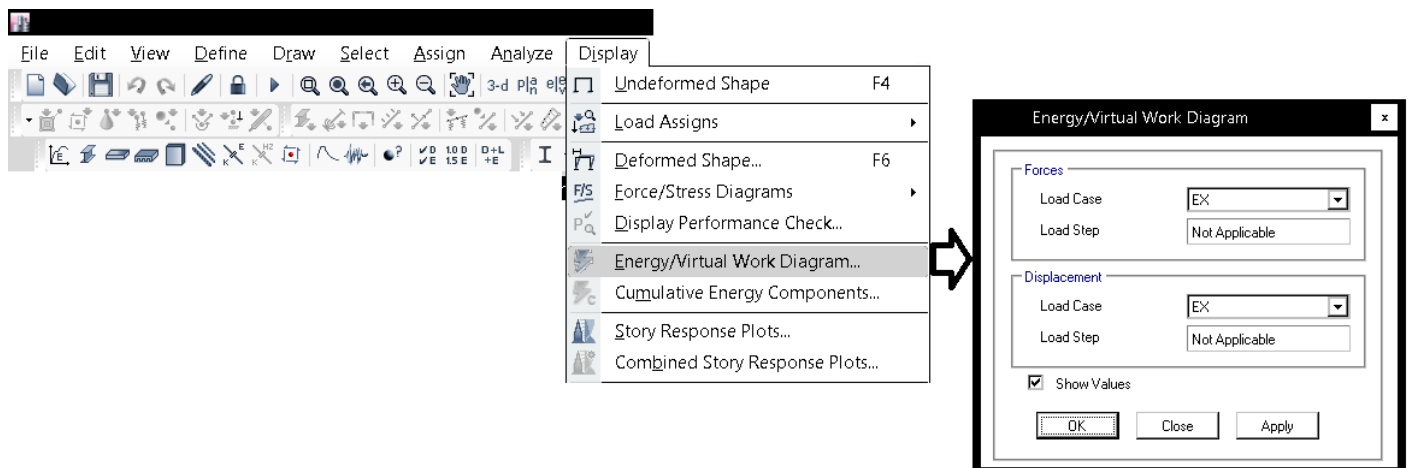 File Edit View Define Draw Select Assign Analyze Display
3-d
Undeformed Shape F4
Load Assigns
Deformed Shape... F6
F/S Force/Stress Diagrams
Display Performance Check...
Energy/Virtual Work Diagram...
Cumulative Energy Components...
Story Response Plots...
Combined Story Response Plots...
Energy/Virtual Work Diagram x
Forces
Load Case EX
Load Step Not Applicable
Displacement
Load Case EX
Load Step Not Applicable
Show Values
OK Close Apply